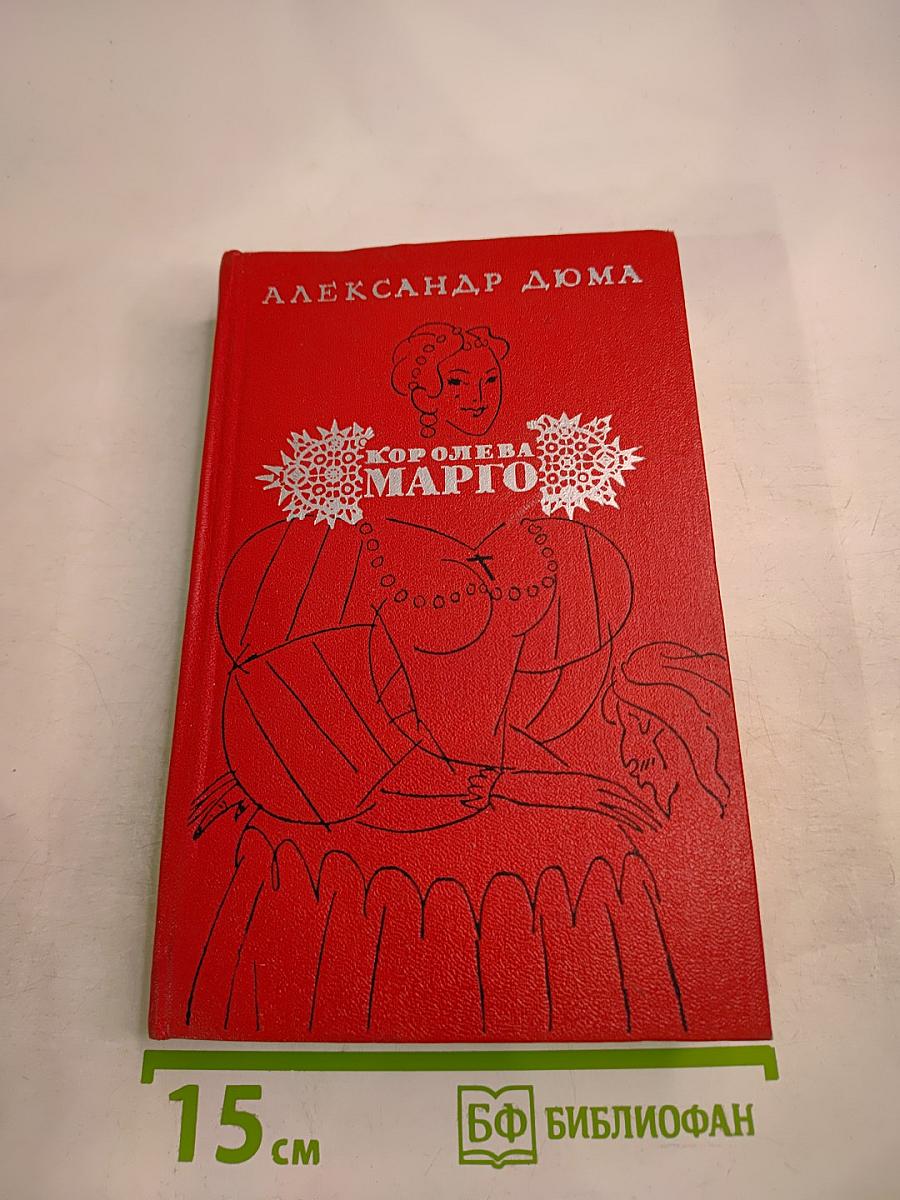 АЛЕКСАНДР ДЮМА
КОРОЛЕВА
МАРГО
15 см
БФ БИБЛИОФАН